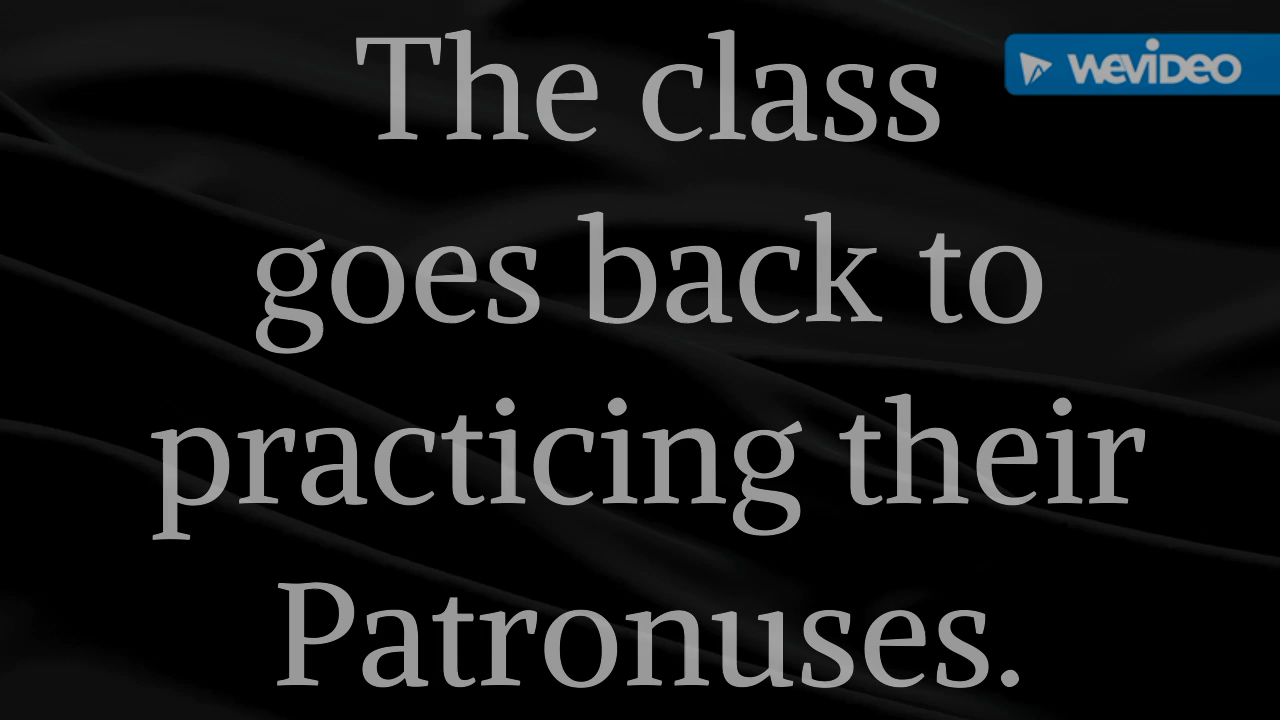 The class
WEVIDEO
goes back to
practicing their
Patronuses.